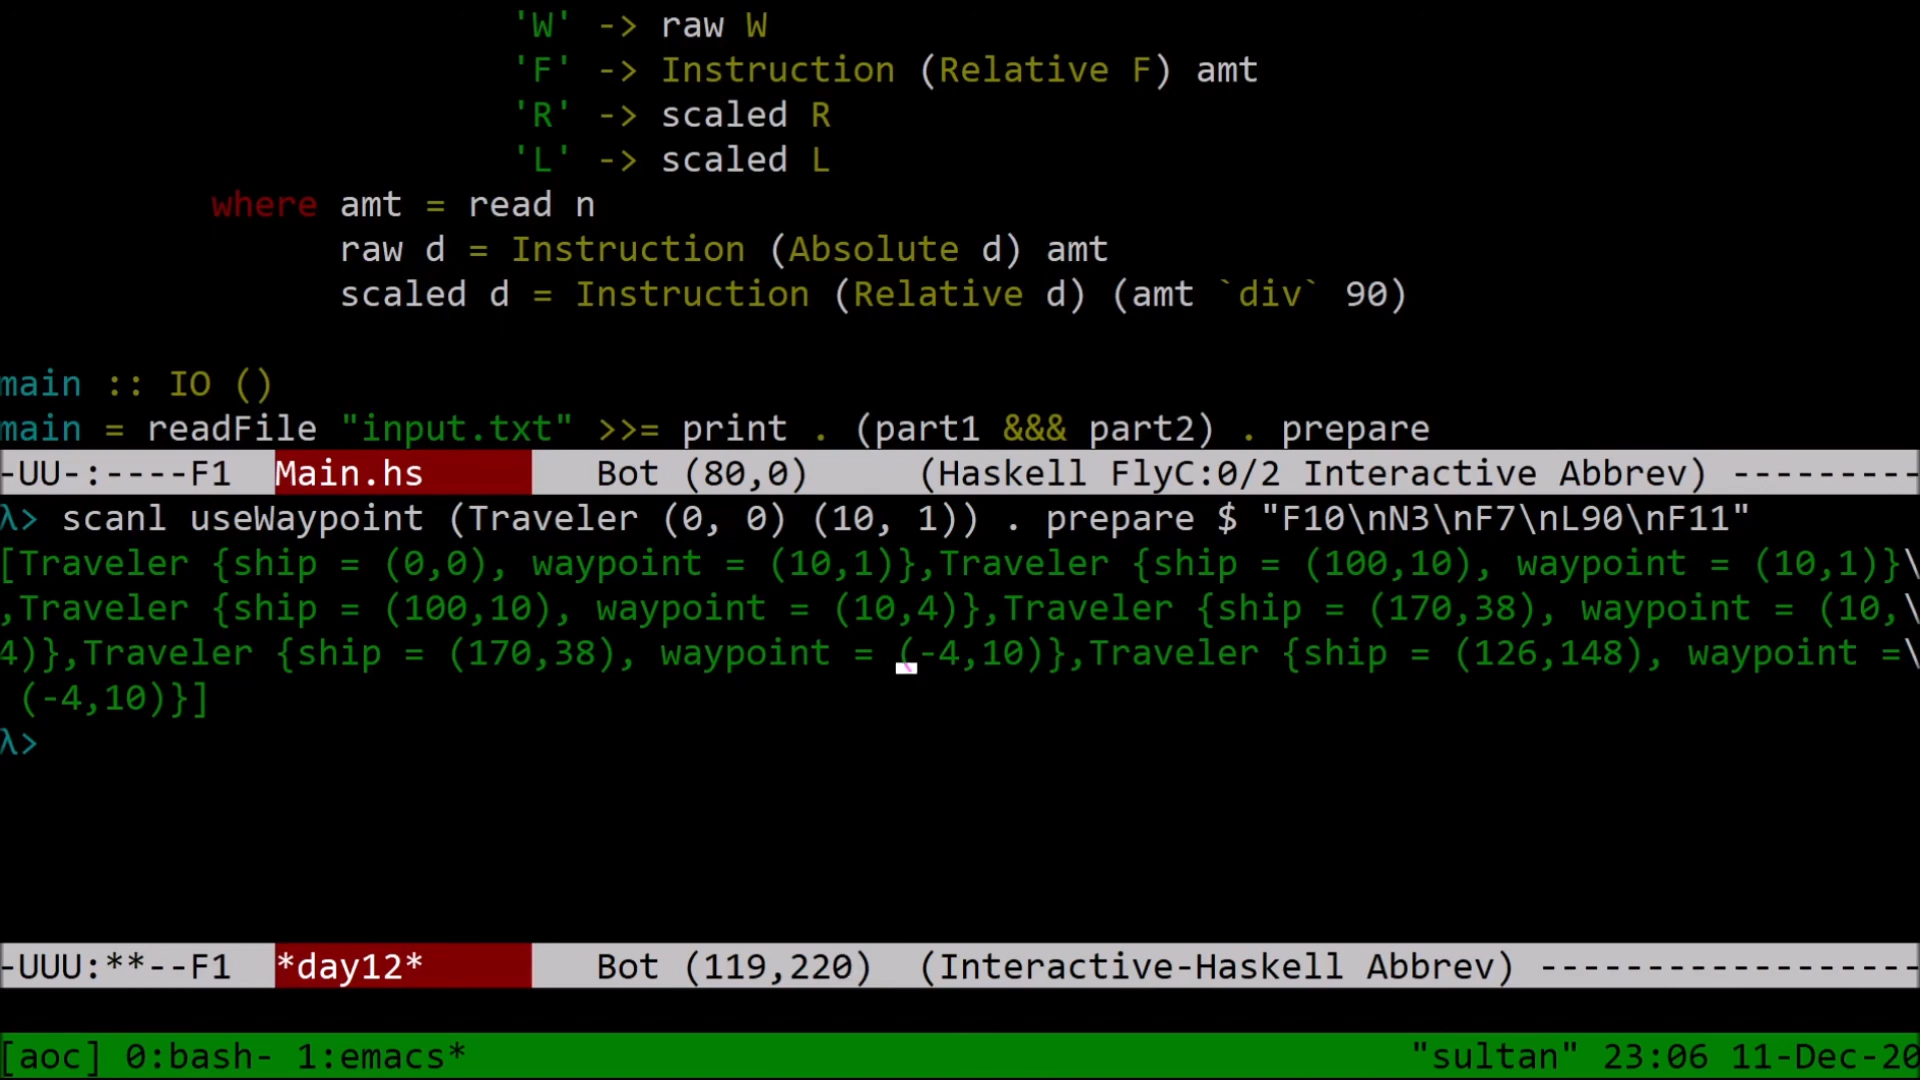 'W' -> raw W
'F' -> Instruction (Relative F) amt
'R' -> scaled R
'L' -> scaled L
where amt = read n
raw d = Instruction (Absolute d) amt
scaled d = Instruction (Relative d) (amt `div` 90)
main :: IO ()
main = readFile "input.txt" >>= print . (part1 &&& part2) . prepare
-UU-:----F1  Main.hs        Bot (80,0)     (Haskell FlyC:0/2 Interactive Abbrev) ---------
λ> scanl useWaypoint (Traveler (0, 0) (10, 1)) . prepare $ "F10\nN3\nF7\nL90\nF11"
[Traveler {ship = (0,0), waypoint = (10,1)},Traveler {ship = (100,10), waypoint = (10,1)}\
,Traveler {ship = (100,10), waypoint = (10,4)},Traveler {ship = (170,38), waypoint = (10,\
4)},Traveler {ship = (170,38), waypoint = (-4,10)},Traveler {ship = (126,148), waypoint =\
(-4,10)}]
λ>
-UUU:**--F1  *day12*        Bot (119,220)  (Interactive-Haskell Abbrev) ------------------
[aoc] 0:bash- 1:emacs* "sultan" 23:06 11-Dec-20